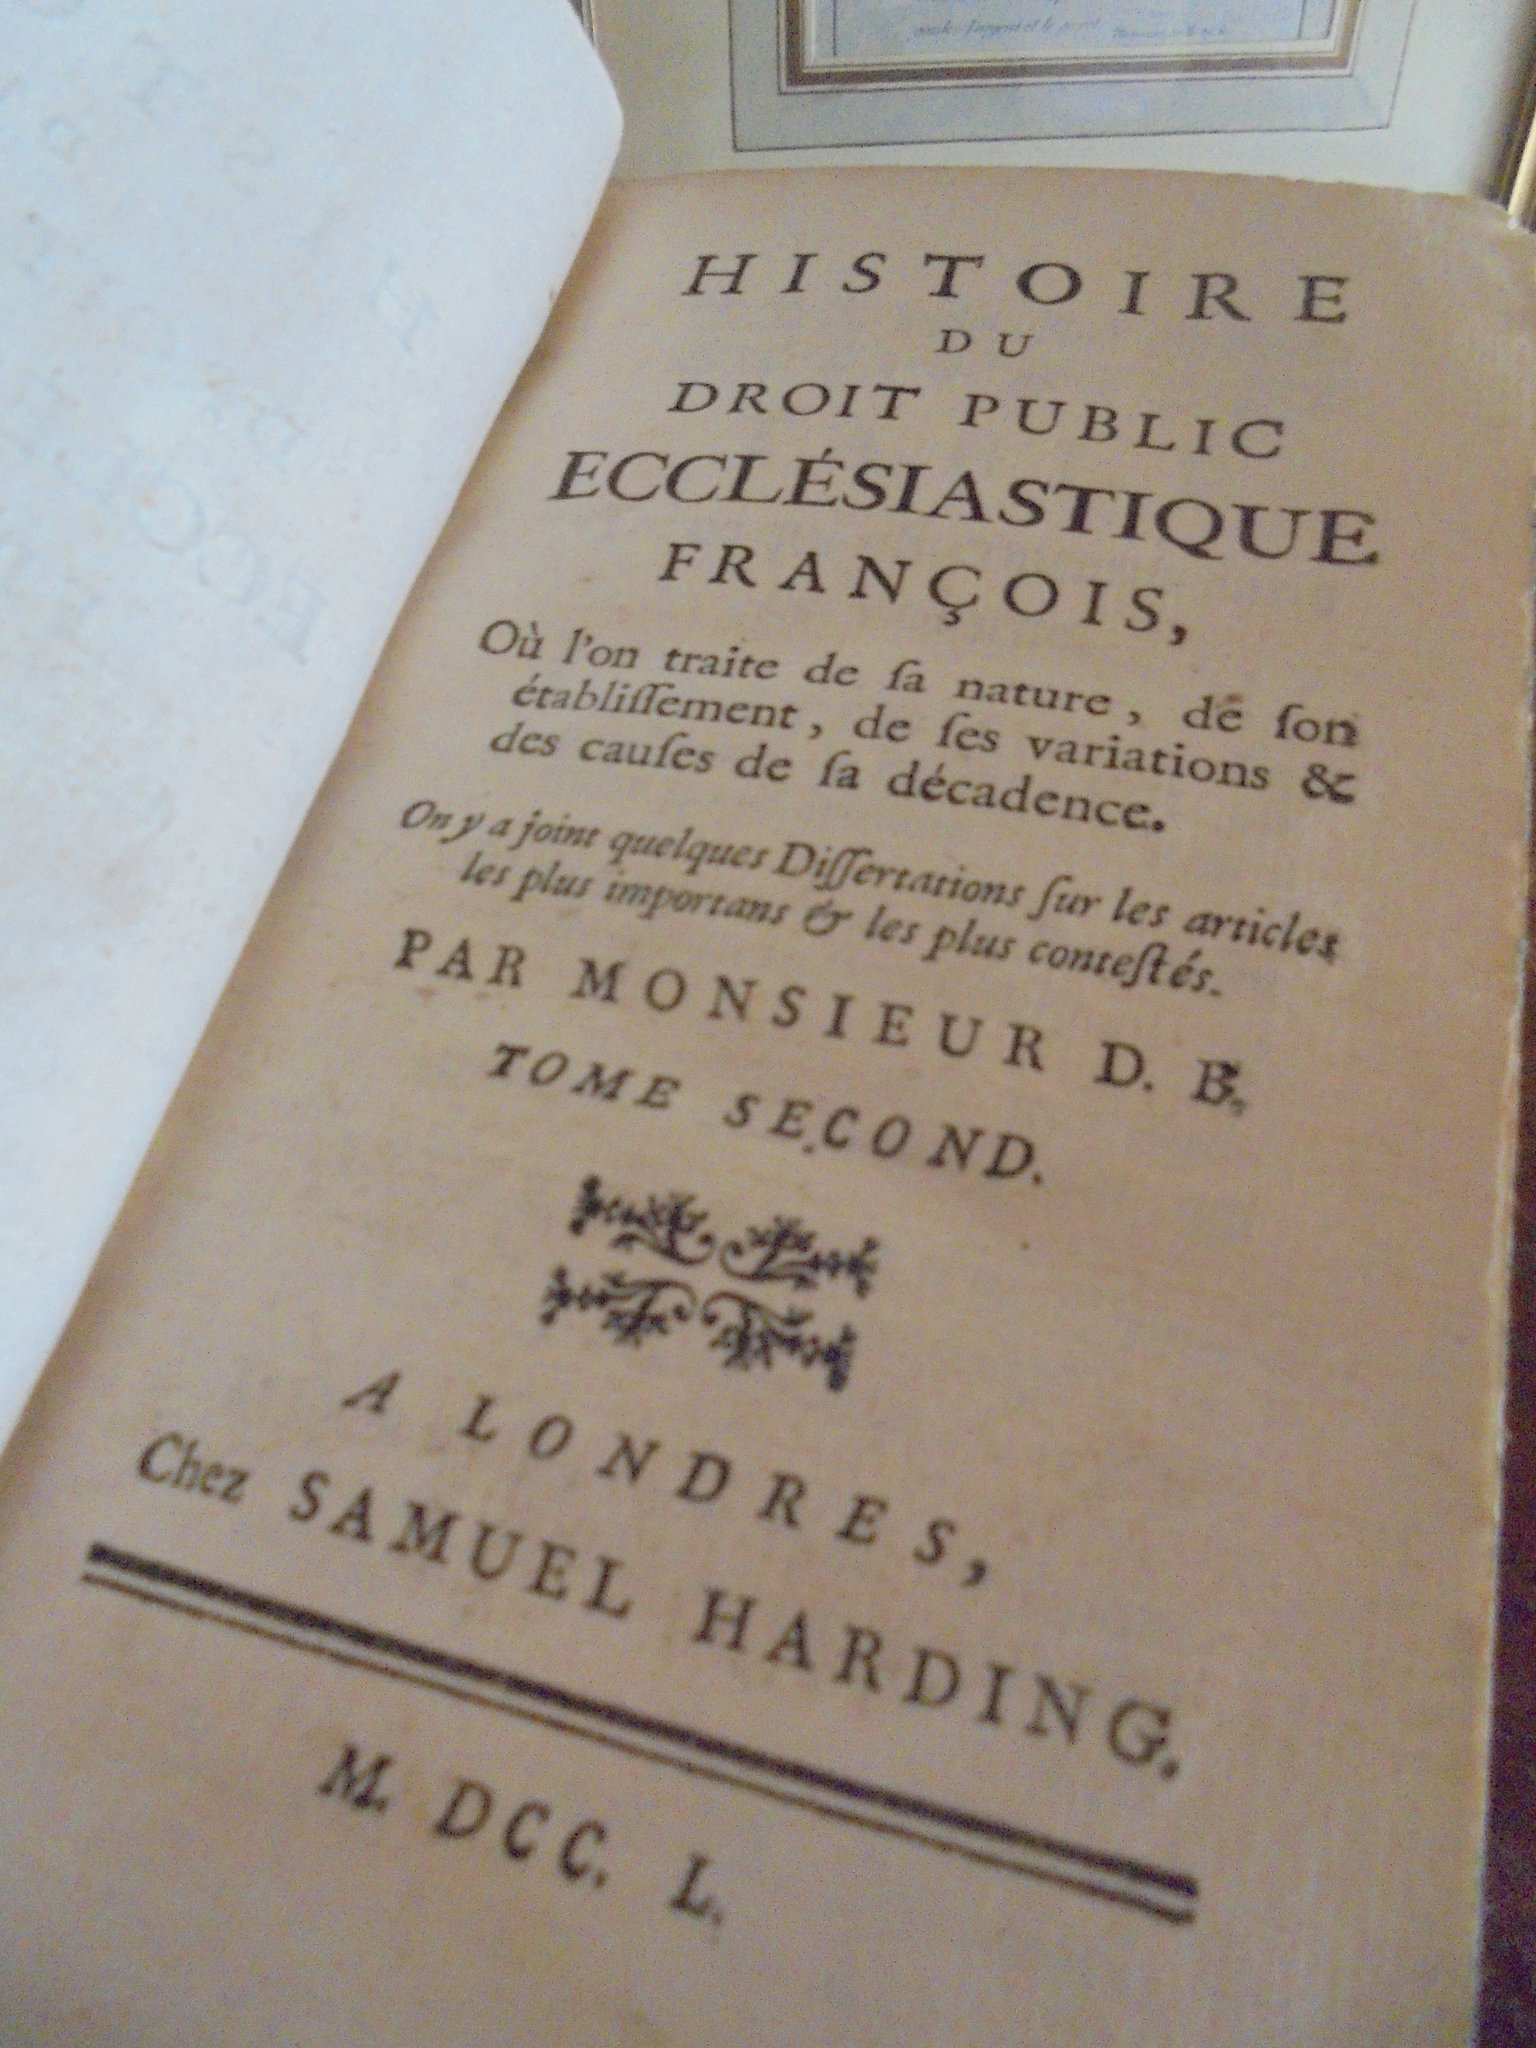 HISTOIRE
DU
DROIT PUBLIC
ECCLÉSIASTIQUE
FRANÇOIS,
Où l'on traite de ſa nature, de ſon
établiſſement, de ſes variations &
des cauſes de ſa décadence.
On y a joint quelques Diſſertations ſur les articles
les plus importans & les plus conteſtés.
PAR MONSIEUR D. B.
TOME SECOND.
A LONDRES,
Chez SAMUEL HARDING.
M. DCC. L.